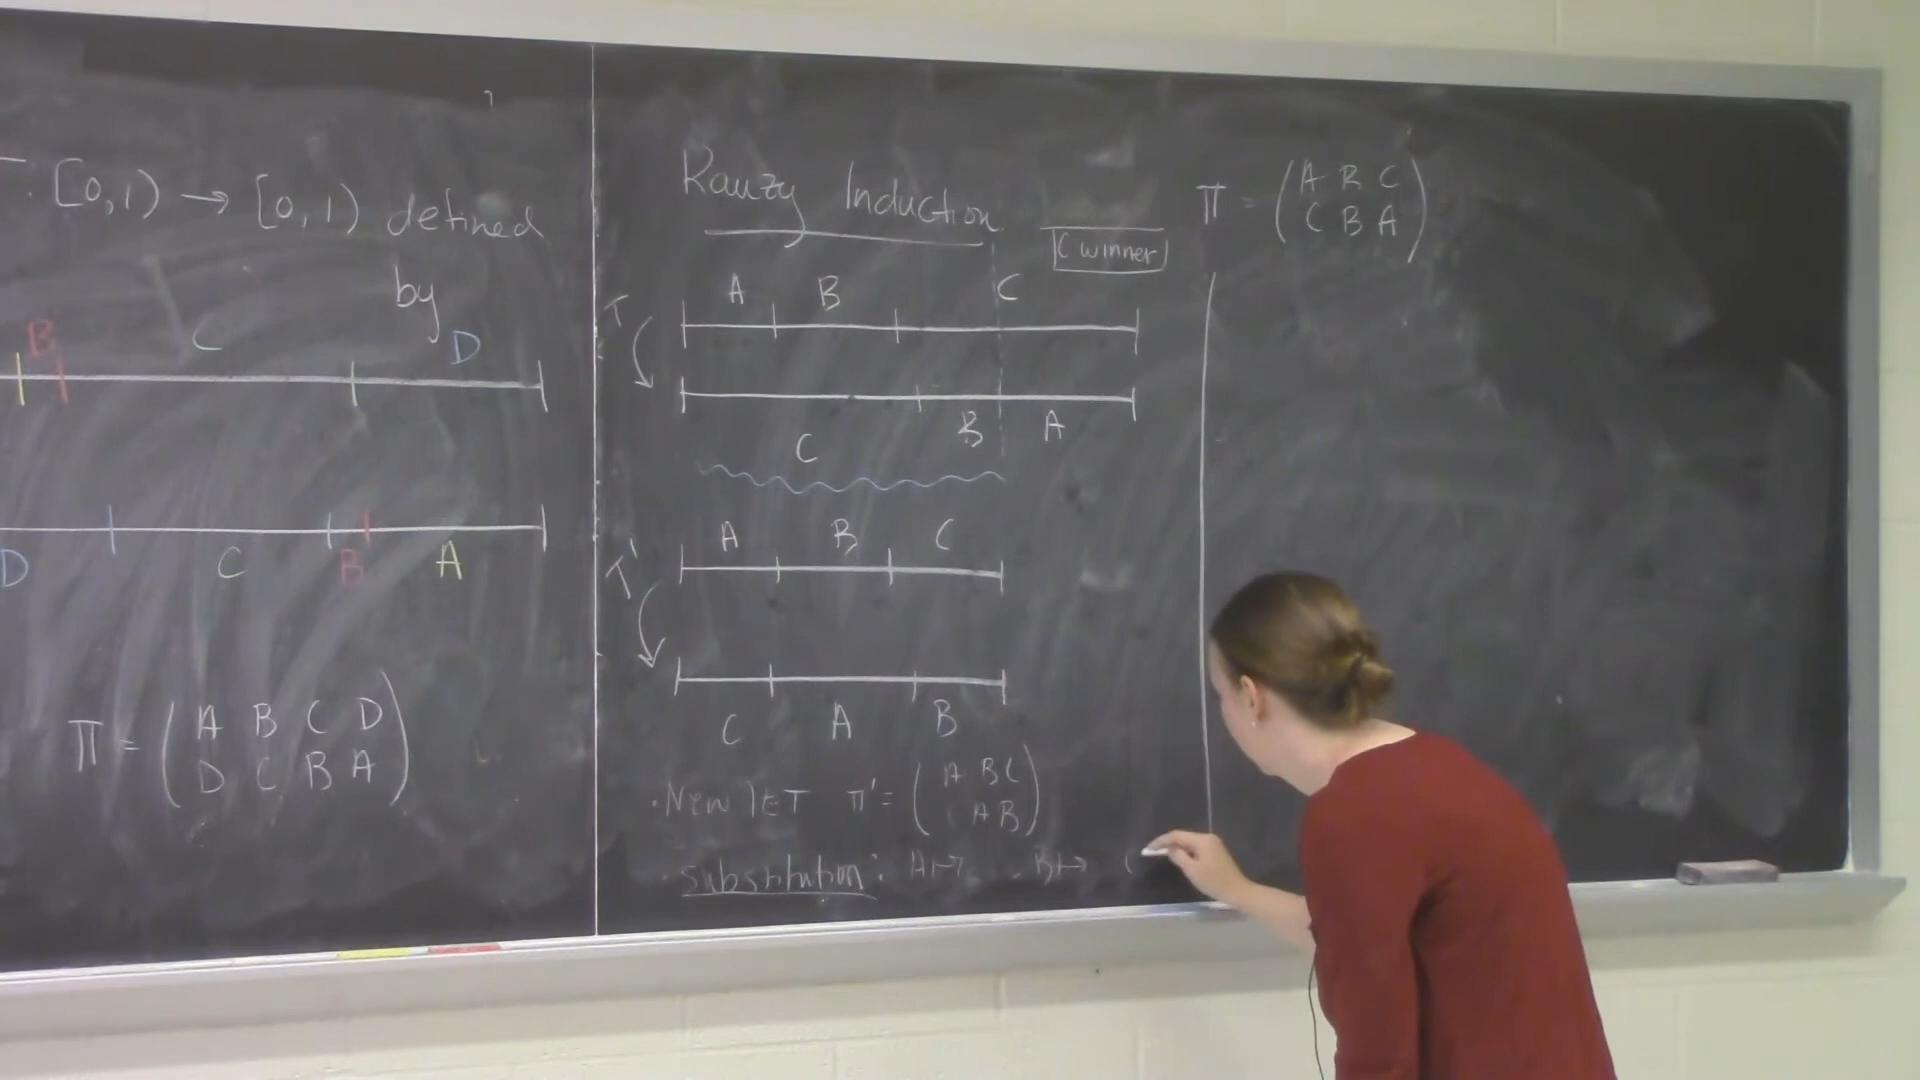 : [0,1) → [0,1) defined
by
B C D
D C B A
Π = ( A B C D
D C B A )
Rauzy Induction
C winner
A B C
T
C B A
A B C
T'
C A B
• New IET Π' = ( A B C
A B )
• Substitution : A ↦ . B ↦ C
Π = ( A B C
C B A )